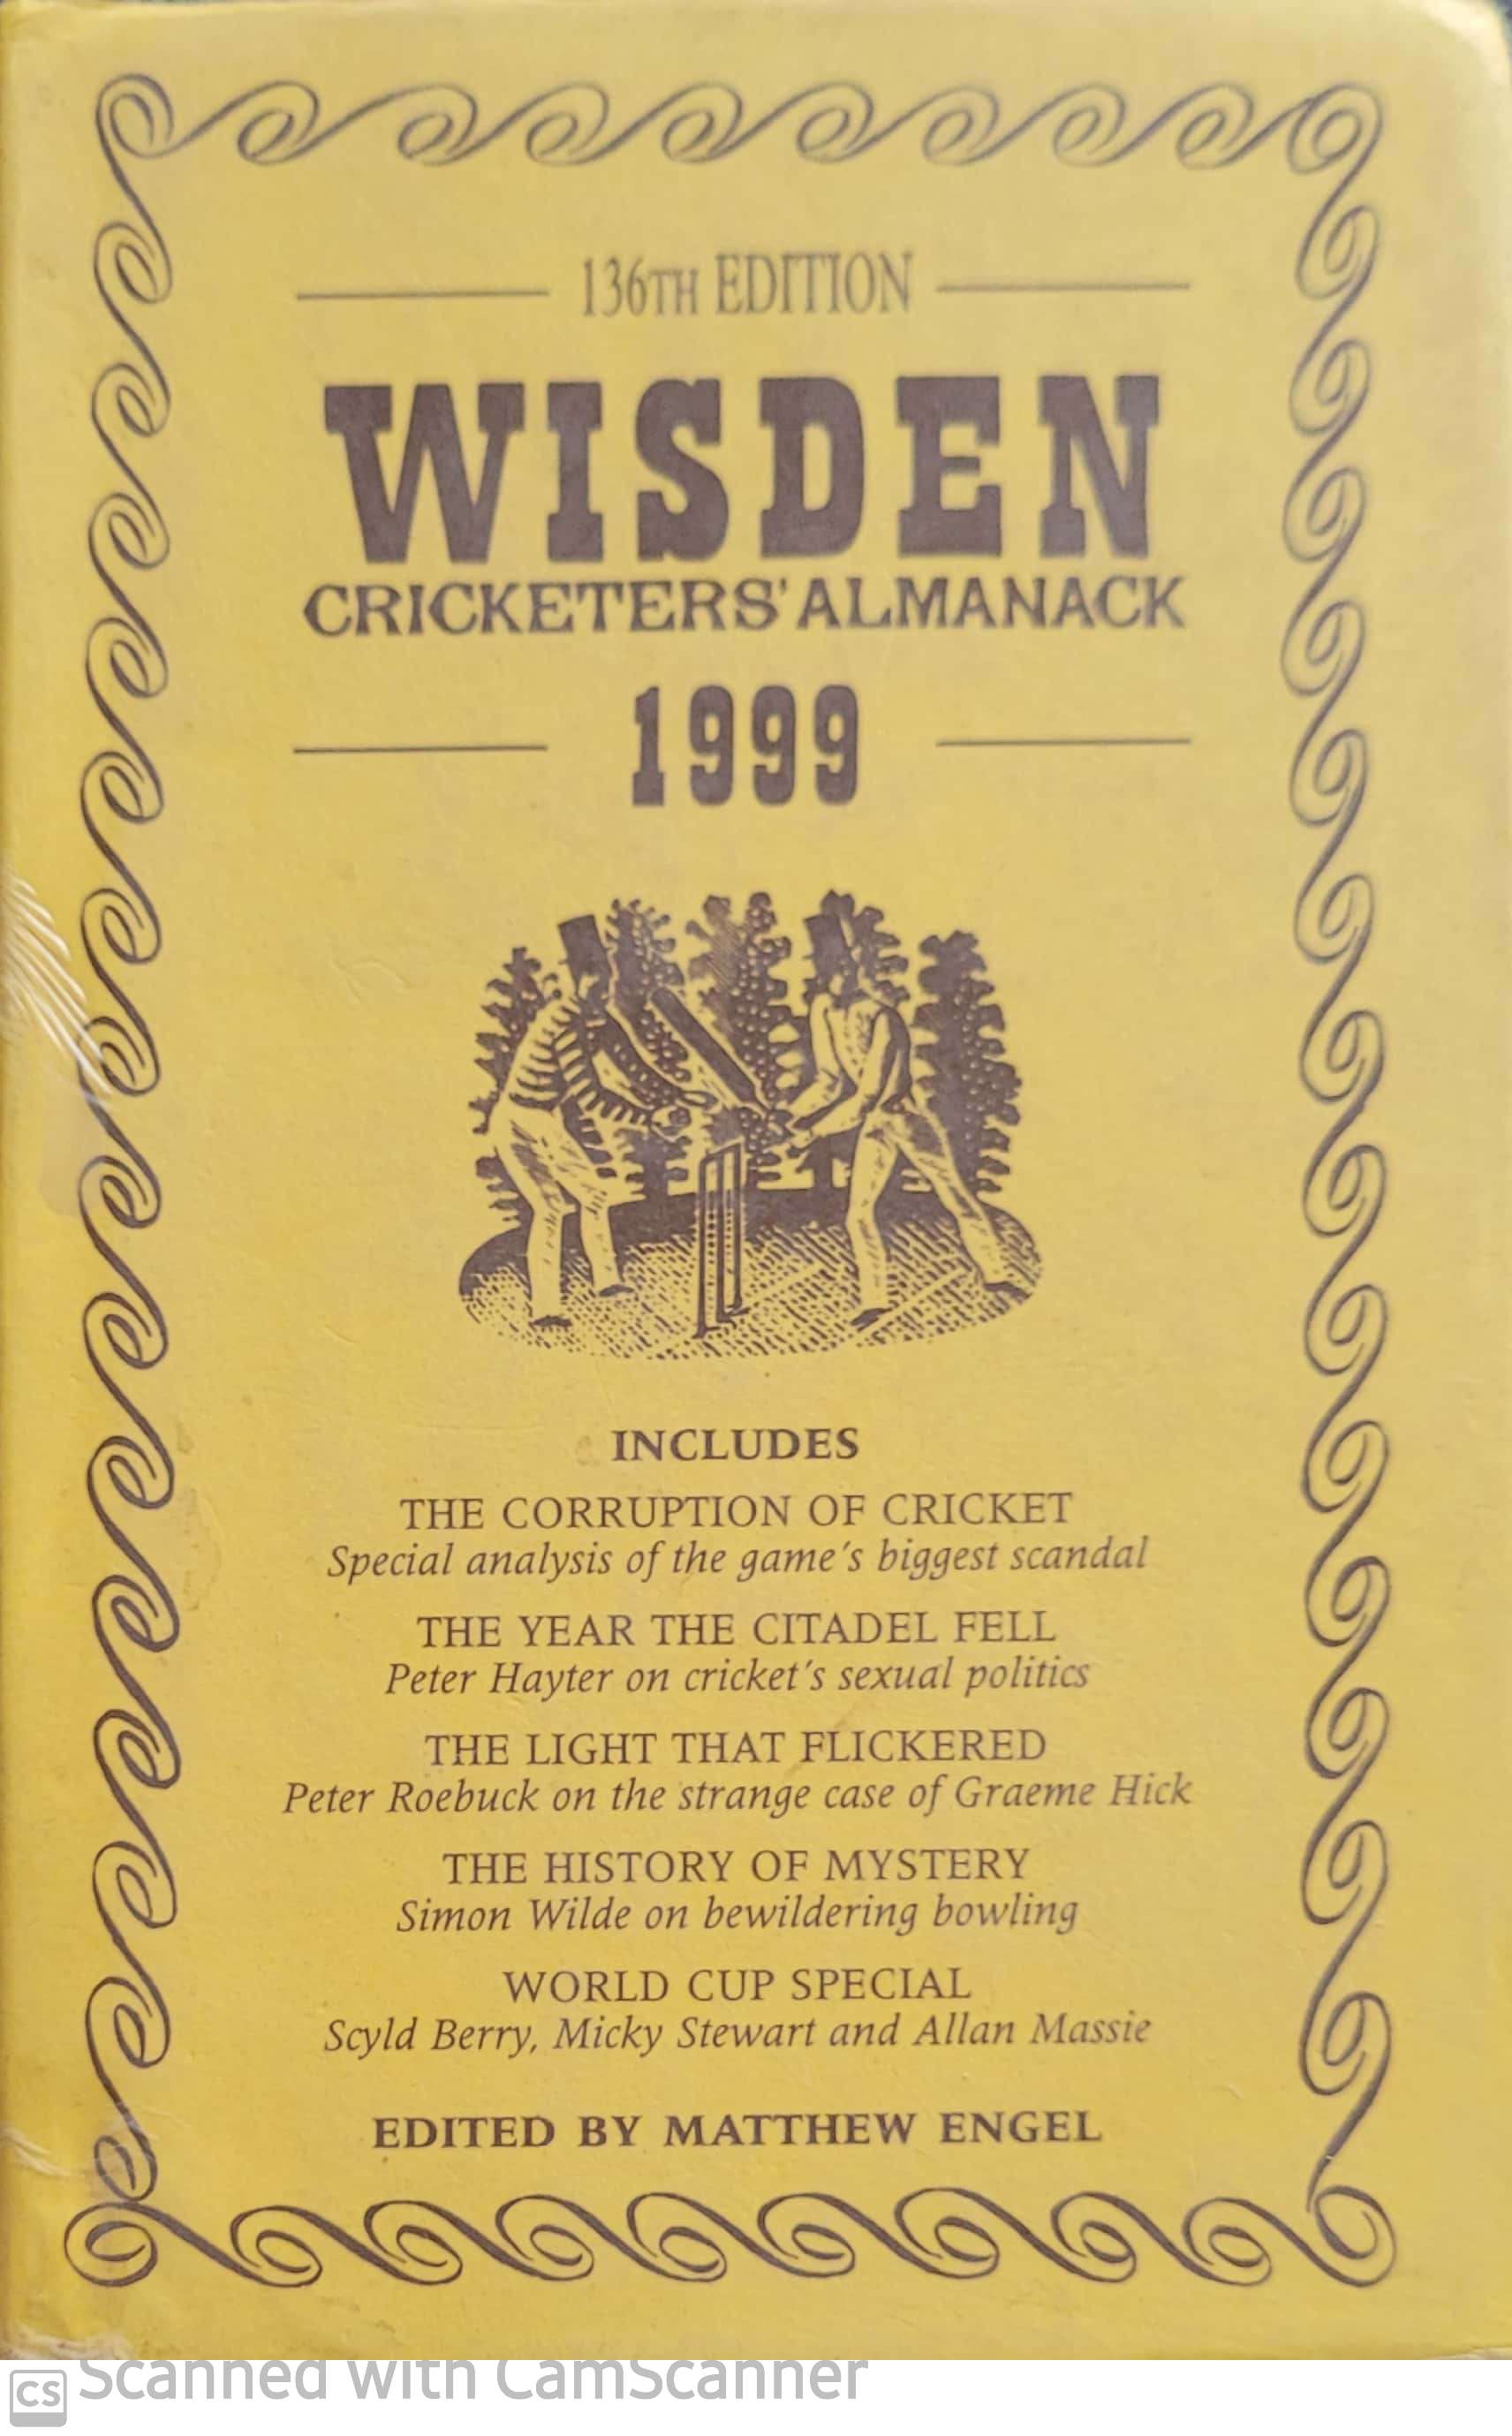 136TH EDITION
WISDEN
CRICKETERS' ALMANACK
1999
INCLUDES
THE CORRUPTION OF CRICKET
Special analysis of the game's biggest scandal
THE YEAR THE CITADEL FELL
Peter Hayter on cricket's sexual politics
THE LIGHT THAT FLICKERED
Peter Roebuck on the strange case of Graeme Hick
THE HISTORY OF MYSTERY
Simon Wilde on bewildering bowling
WORLD CUP SPECIAL
Scyld Berry, Micky Stewart and Allan Massie
EDITED BY MATTHEW ENGEL
CS Scanned with CamScanner